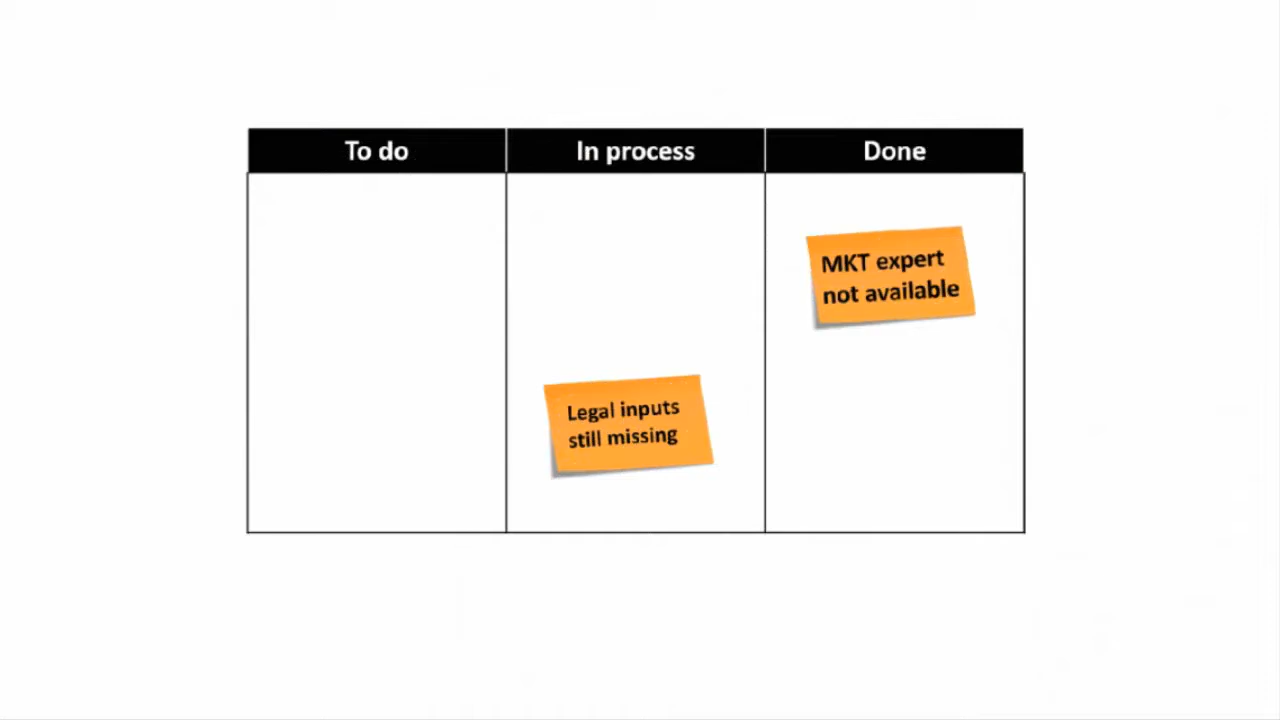 To do
In process
Done
MKT expert
not available
Legal inputs
still missing